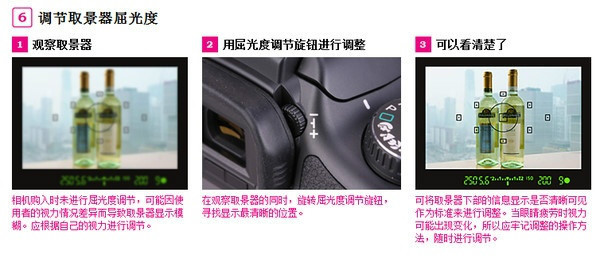 6 调节取景器屈光度
1 观察取景器
相机购入时未进行屈光度调节，可能因使
用者的视力情况差异而导致取景器显示模
糊。应根据自己的视力进行调节。
2 用屈光度调节旋钮进行调整
P
在观察取景器的同时，旋转屈光度调节旋钮，
寻找显示最清晰的位置。
3 可以看清楚了
250 5.6
200
可将取景器下部的信息显示是否清晰可见
作为标准来进行调整。当眼睛疲劳时视力
可能出现变化，所以应牢记调整的操作方
法，随时进行调节。